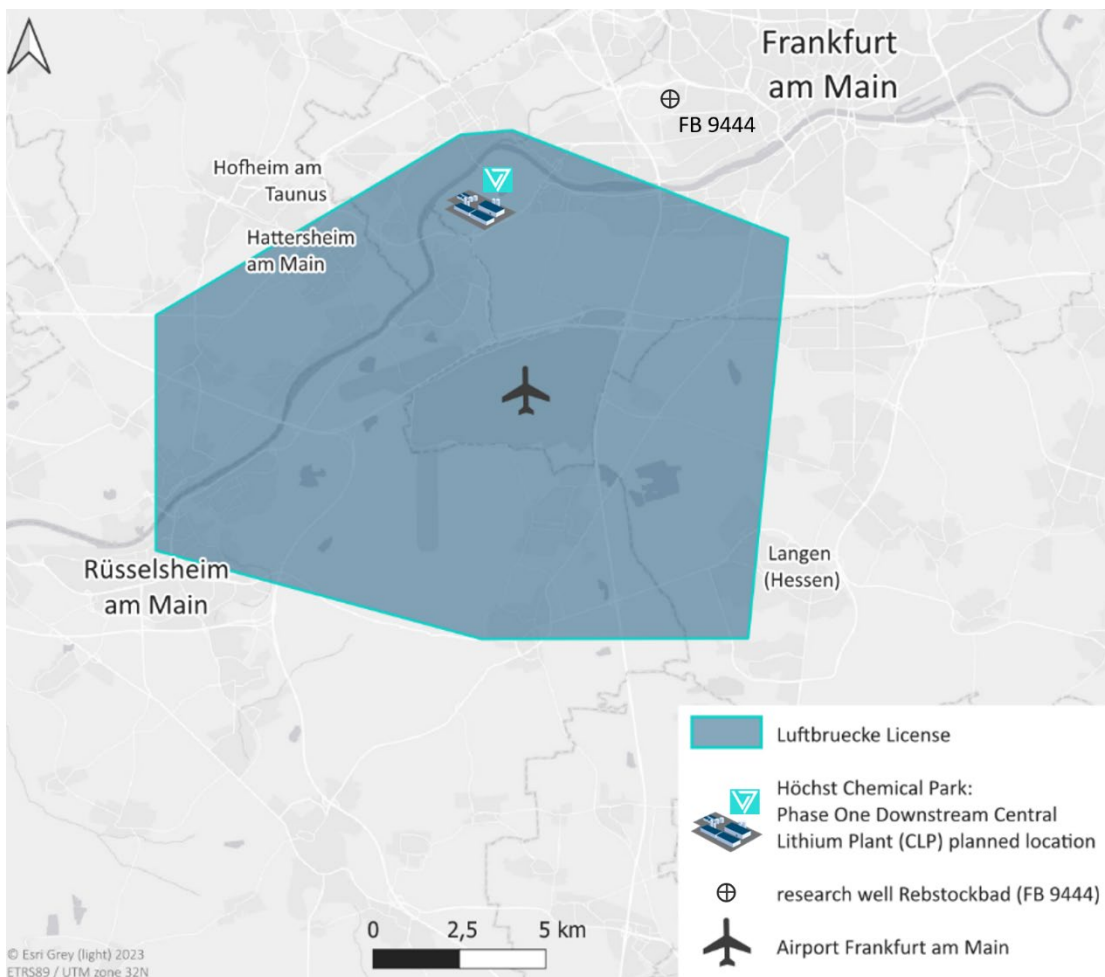 Frankfurt
am Main
FB 9444
Hofheim am
Taunus
Hattersheim
am Main
Rüsselsheim
am Main
Langen
(Hessen)
Luftbruecke License
Höchst Chemical Park:
Phase One Downstream Central
Lithium Plant (CLP) planned location
research well Rebstockbad (FB 9444)
Airport Frankfurt am Main
0 2,5 5 km
© Esri Grey (light) 2023
ETRS89 / UTM zone 32N